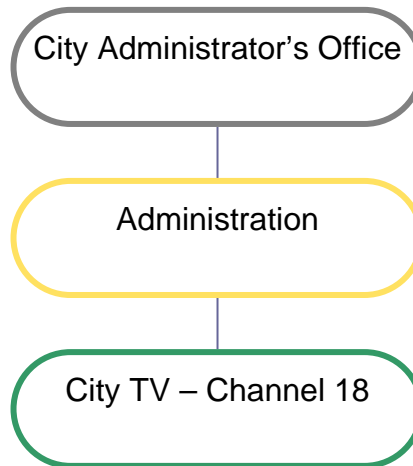 City Administrator’s Office
Administration
City TV – Channel 18